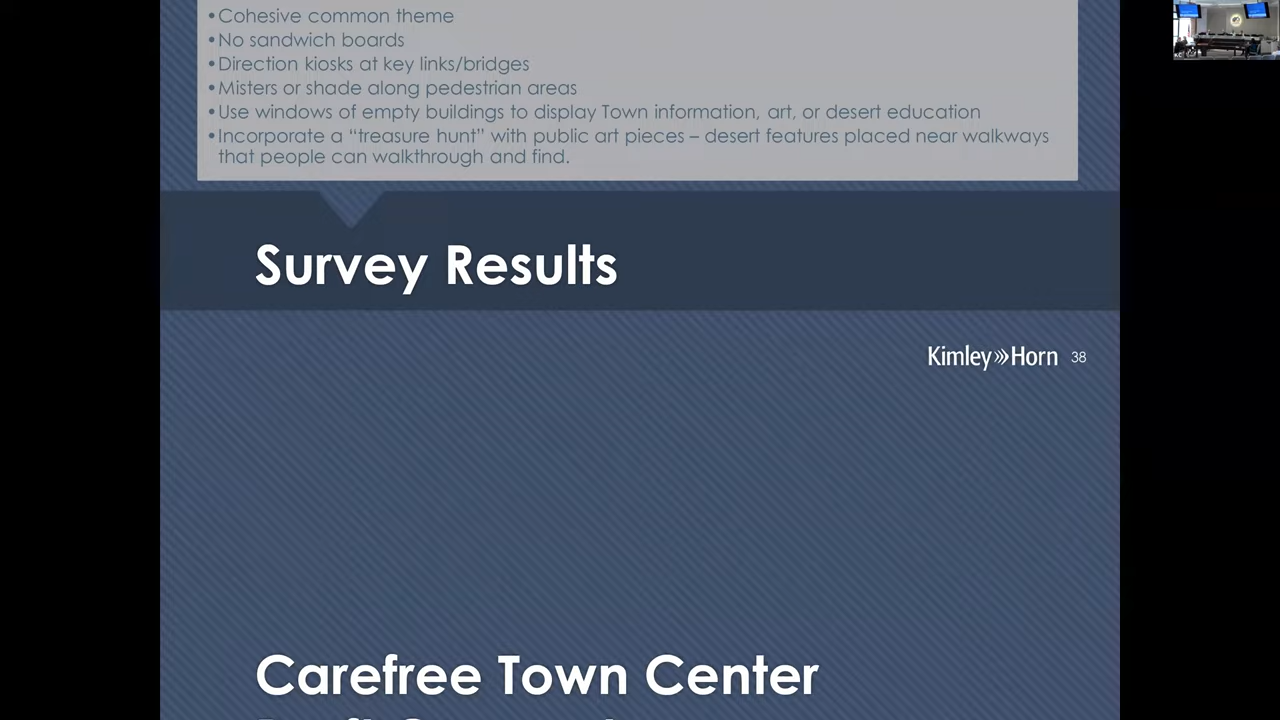 •Cohesive common theme
•No sandwich boards
•Direction kiosks at key links/bridges
•Misters or shade along pedestrian areas
•Use windows of empty buildings to display Town information, art, or desert education
•Incorporate a “treasure hunt” with public art pieces – desert features placed near walkways
that people can walkthrough and find.
Survey Results
Kimley»Horn 38
Carefree Town Center